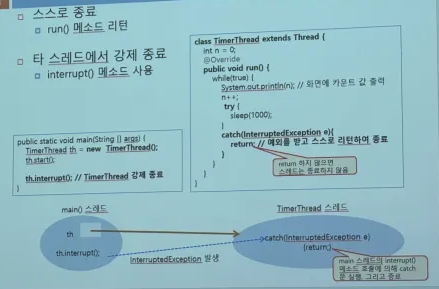 스스로 종료
run() 메소드 리턴
타 스레드에서 강제 종료
interrupt() 메소드 사용
class TimerThread extends Thread {
int n = 0;
@Override
public void run() {
while(true) {
System.out.println(n); // 화면에 카운트 값 출력
n++;
try {
sleep(1000);
}
catch(InterruptedException e){
return; // 예외를 받고 스스로 리턴하여 종료
}
}
}
}
return 하지 않으면
스레드는 종료하지 않음
public static void main(String [] args) {
TimerThread th = new TimerThread();
th.start();
th.interrupt(); // TimerThread 강제 종료
}
main() 스레드
TimerThread 스레드
th
th.interrupt();
InterruptedException 발생
catch(InterruptedException e)
{return;}
main 스레드의 interrupt()
메소드 호출에 의해 catch
문 실행. 그리고 종료